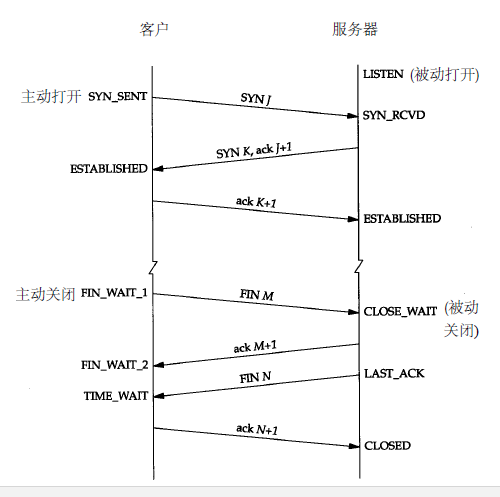 客户
服务器
LISTEN (被动打开)
主动打开 SYN_SENT
SYN J
SYN_RCVD
SYN K, ack J+1
ESTABLISHED
ack K+1
ESTABLISHED
主动关闭 FIN_WAIT_1
FIN M
CLOSE_WAIT (被动
关闭)
ack M+1
FIN_WAIT_2
FIN N
LAST_ACK
TIME_WAIT
ack N+1
CLOSED